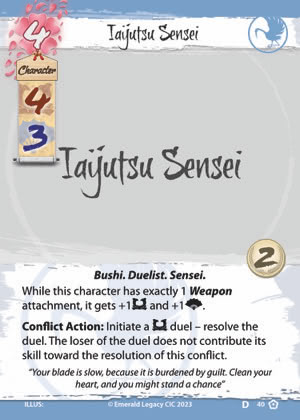 4
Iaijutsu Sensei
Character
4
3
Iaijutsu Sensei
2
Bushi. Duelist. Sensei.
While this character has exactly 1 Weapon
attachment, it gets +1 and +1.
Conflict Action: Initiate a duel – resolve the
duel. The loser of the duel does not contribute its
skill toward the resolution of this conflict.
“Your blade is slow, because it is burdened by guilt. Clean your
heart, and you might stand a chance”
ILLUS: © Emerald Legacy CIC 2023 D 40